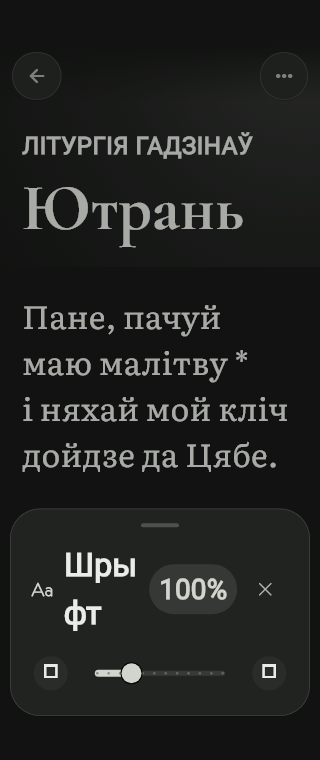 ЛІТУРГІЯ ГАДЗІНАЎ
Ютрань
Пане, пачуй
маю малітву *
і няхай мой кліч
дойдзе да Цябе.
Aa
Шры
фт
100%